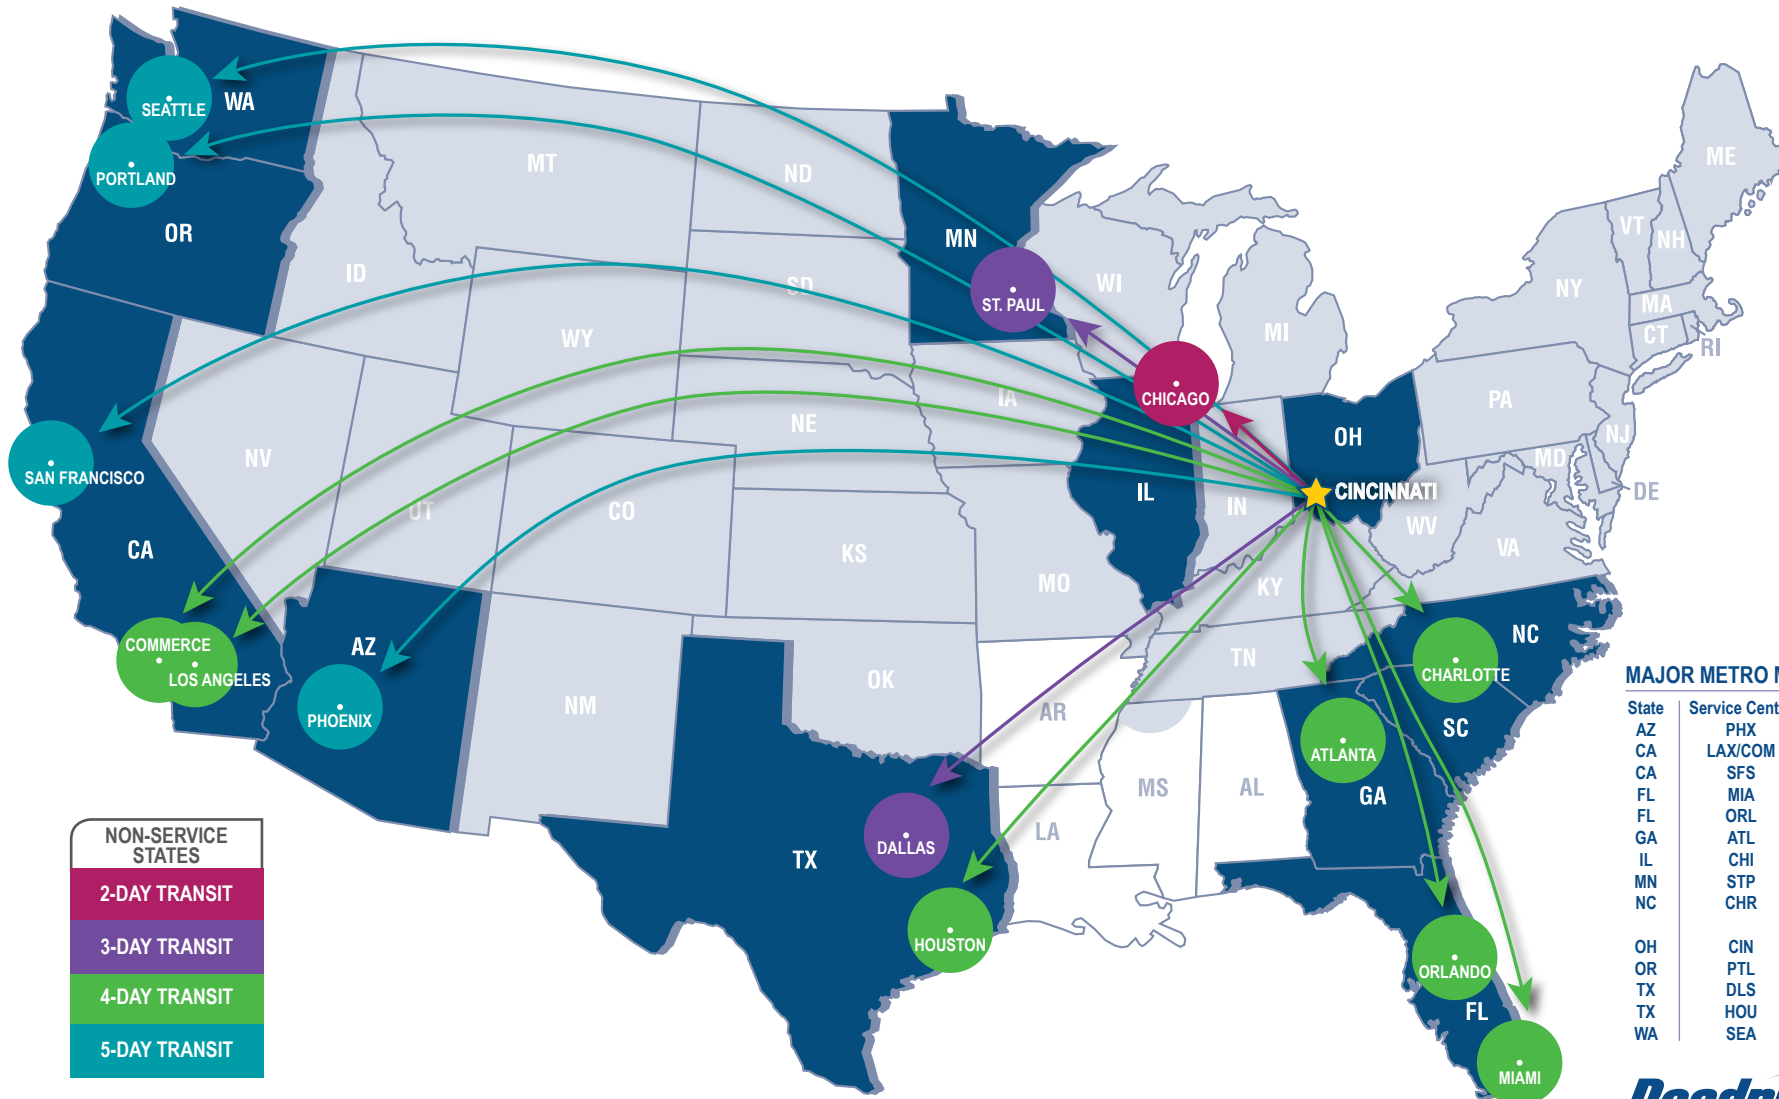 WA
SEATTLE
PORTLAND
OR
MT
ND
ID
SD
WY
MN
ST. PAUL
WI
MI
ME
VT
NH
NY
MA
CT
RI
PA
NJ
MD
DE
CHICAGO
IA
NE
OH
CINCINNATI
IL
IN
WV
VA
NV
UT
CO
KS
MO
KY
SAN FRANCISCO
CA
COMMERCE
LOS ANGELES
AZ
PHOENIX
NM
OK
AR
TN
NC
CHARLOTTE
SC
ATLANTA
GA
MS
AL
LA
TX
DALLAS
HOUSTON
ORLANDO
FL
MIAMI
NON-SERVICE
STATES
2-DAY TRANSIT
3-DAY TRANSIT
4-DAY TRANSIT
5-DAY TRANSIT
MAJOR METRO
State Service Cent
AZ PHX
CA LAX/COM
CA SFS
FL MIA
FL ORL
GA ATL
IL CHI
MN STP
NC CHR
OH CIN
OR PTL
TX DLS
TX HOU
WA SEA